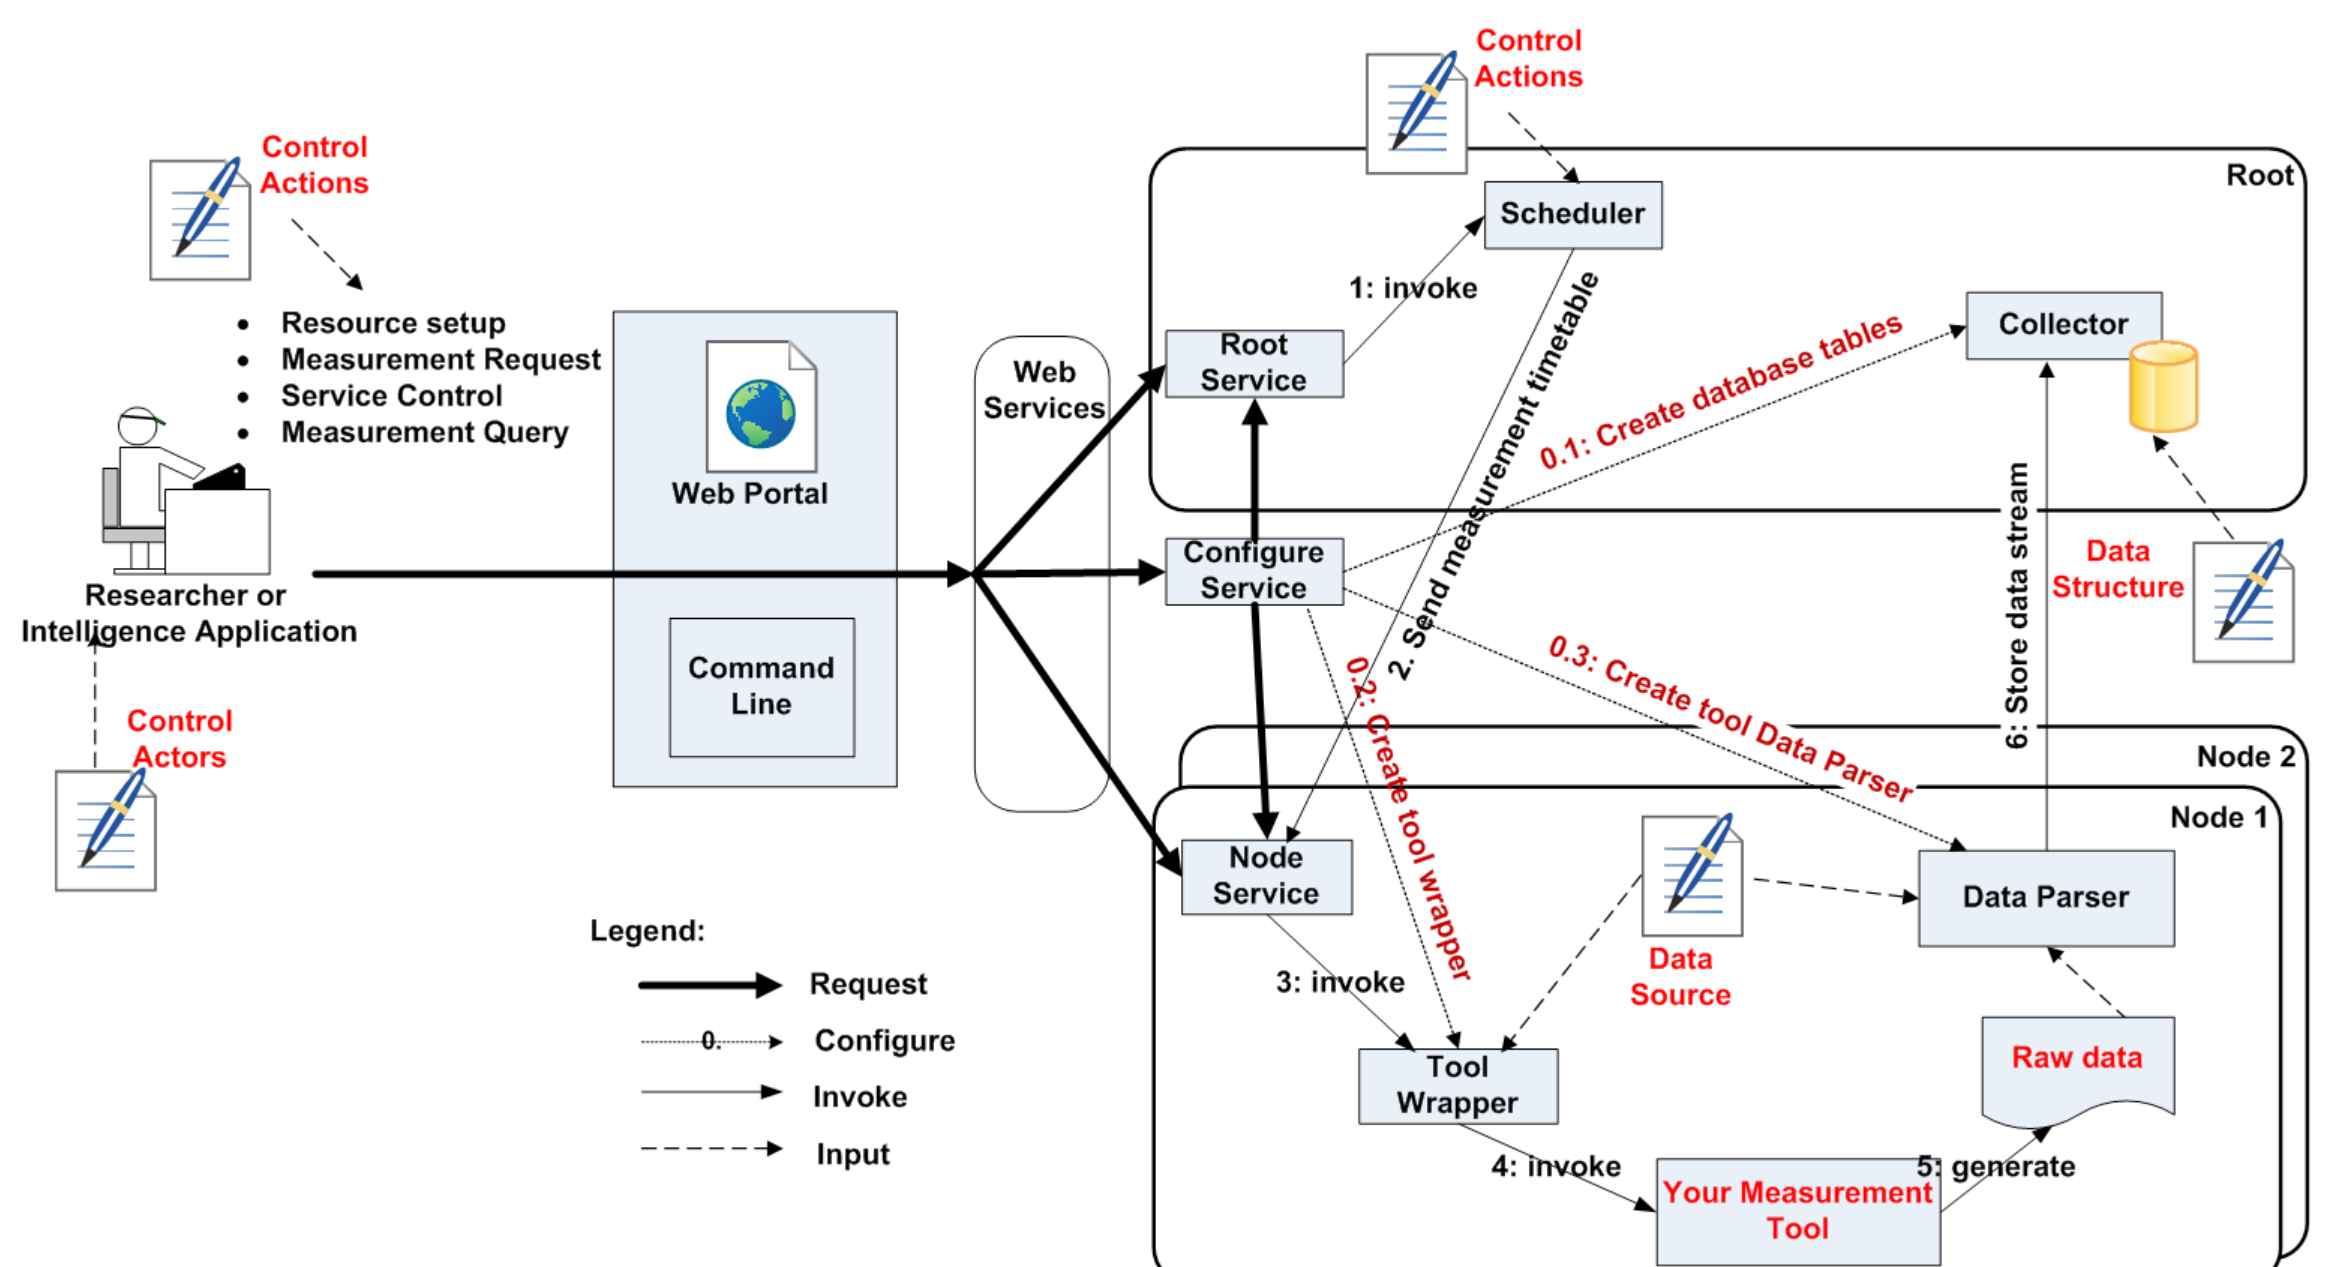 Control
Actions
Control
Actions
Root
Scheduler
1: invoke
Resource setup
Measurement Request
Service Control
Measurement Query
Web Portal
Command
Line
Web
Services
Root
Service
Collector
0.1: Create database tables
2. Send measurement timetable
Configure
Service
6: Store data stream
Data
Structure
Researcher or
Intelligence Application
Control
Actors
0.2: Create tool wrapper
0.3: Create tool Data Parser
Node 2
Node 1
Node
Service
Data Parser
Data
Source
3: invoke
Tool
Wrapper
Raw data
4: invoke
5: generate
Your Measurement
Tool
Legend:
Request
0.
Configure
Invoke
Input